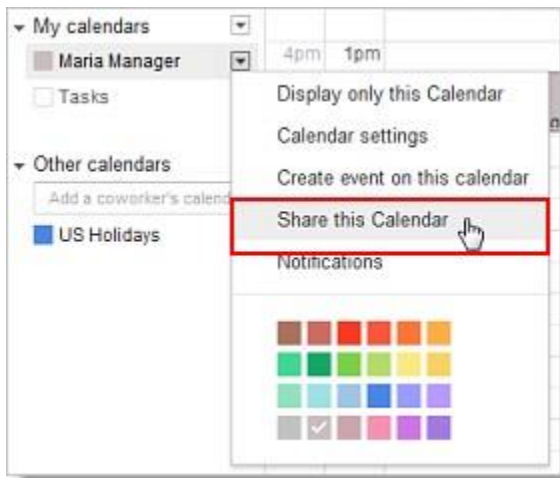 My calendars
Maria Manager
Tasks
Other calendars
Add a coworker's calend
US Holidays
4pm 1pm
Display only this Calendar
Calendar settings
Create event on this calendar
Share this Calendar
Notifications